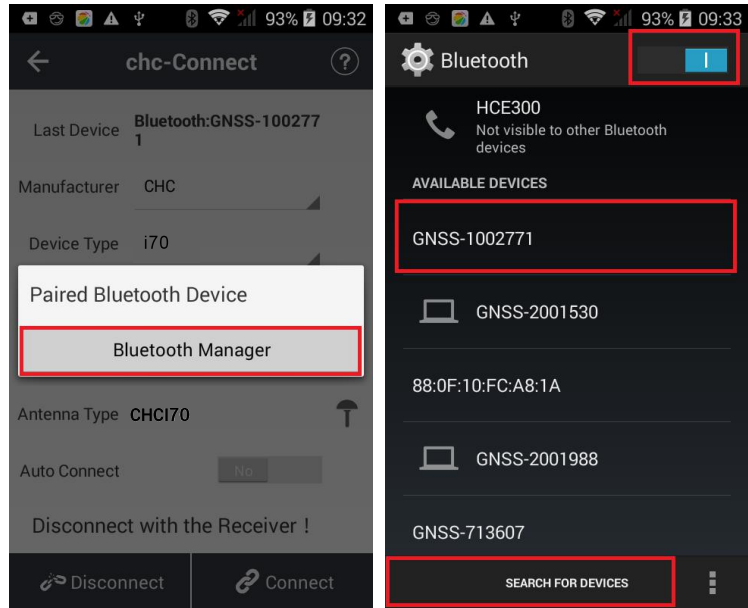 93% 09:32
chc-Connect ?
Last Device Bluetooth:GNSS-100277
1
Manufacturer CHC
Device Type i70
Paired Bluetooth Device
Bluetooth Manager
Antenna Type CHCI70
Auto Connect No
Disconnect with the Receiver !
Disconnect Connect
93% 09:33
Bluetooth
HCE300
Not visible to other Bluetooth
devices
AVAILABLE DEVICES
GNSS-1002771
GNSS-2001530
88:0F:10:FC:A8:1A
GNSS-2001988
GNSS-713607
SEARCH FOR DEVICES